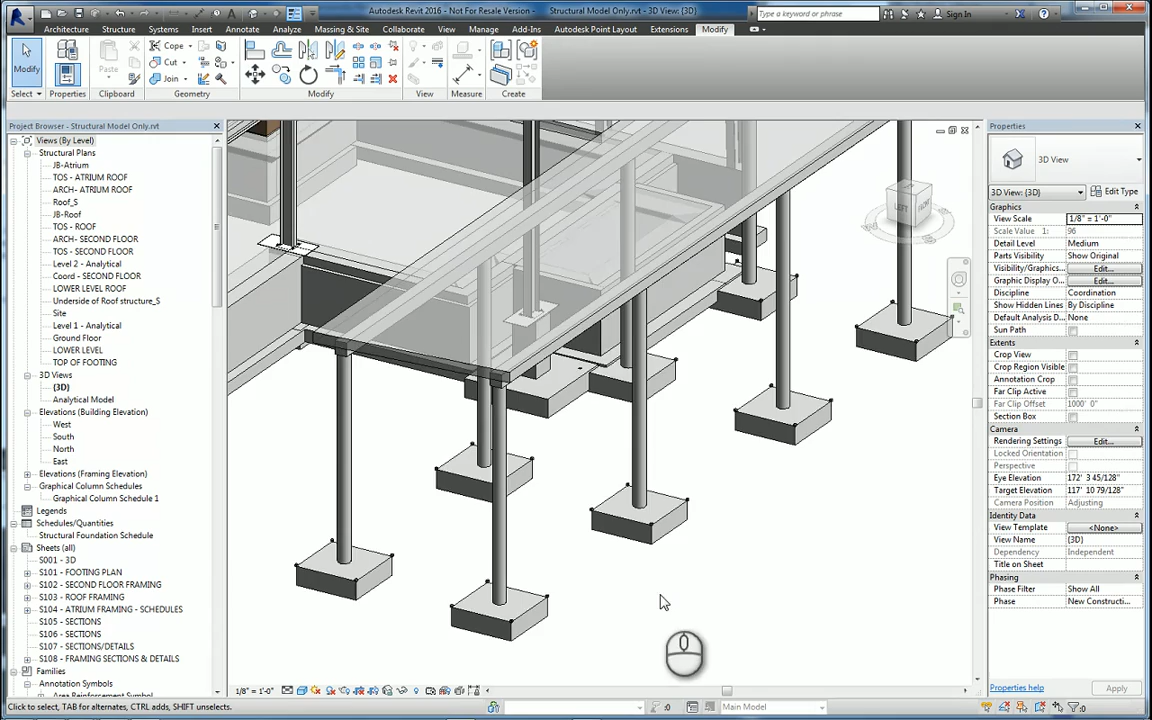 Autodesk Revit 2016 - Not For Resale Version - Structural Model Only.rvt - 3D View: {3D}
Type a keyword or phrase
Sign In
Architecture Structure Systems Insert Annotate Analyze Massing & Site Collaborate View Manage Add-Ins Autodesk Point Layout Extensions Modify
Modify
Properties
Paste
Cope
Cut
Join
Select Properties Clipboard Geometry Modify View Measure Create
Project Browser - Structural Model Only.rvt
Views (By Level)
Structural Plans
JB-Atrium
TOS - ATRIUM ROOF
ARCH- ATRIUM ROOF
Roof_S
JB-Roof
TOS - ROOF
ARCH- SECOND FLOOR
TOS - SECOND FLOOR
Level 2 - Analytical
Coord - SECOND FLOOR
LOWER LEVEL ROOF
Underside of Roof structure_S
Site
Level 1 - Analytical
Ground Floor
LOWER LEVEL
TOP OF FOOTING
3D Views
{3D}
Analytical Model
Elevations (Building Elevation)
West
South
North
East
Elevations (Framing Elevation)
Graphical Column Schedules
Graphical Column Schedule 1
Legends
Schedules/Quantities
Structural Foundation Schedule
Sheets (all)
S001 - 3D
S101 - FOOTING PLAN
S102 - SECOND FLOOR FRAMING
S103 - ROOF FRAMING
S104 - ATRIUM FRAMING - SCHEDULES
S105 - SECTIONS
S106 - SECTIONS
S107 - SECTIONS/DETAILS
S108 - FRAMING SECTIONS & DETAILS
Families
Annotation Symbols
Area Reinforcement Symbol
LEFT
FRONT
Properties
3D View
3D View: {3D}
Edit Type
Graphics
View Scale 1/8" = 1'-0"
Scale Value 1: 96
Detail Level Medium
Parts Visibility Show Original
Visibility/Graphics... Edit...
Graphic Display O... Edit...
Discipline Coordination
Show Hidden Lines By Discipline
Default Analysis D... None
Sun Path
Extents
Crop View
Crop Region Visible
Annotation Crop
Far Clip Active
Far Clip Offset 1000' 0"
Section Box
Camera
Rendering Settings Edit...
Locked Orientation
Perspective
Eye Elevation 172' 3 45/128"
Target Elevation 117' 10 79/128"
Camera Position Adjusting
Identity Data
View Template <None>
View Name {3D}
Dependency Independent
Title on Sheet
Phasing
Phase Filter Show All
Phase New Constructi...
Properties help
Apply
1/8" = 1'-0"
Click to select, TAB for alternates, CTRL adds, SHIFT unselects.
:0
Main Model
:0